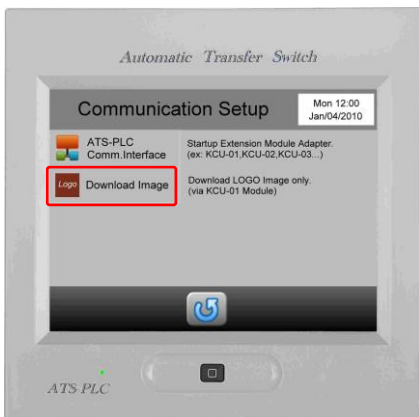 Automatic Transfer Switch
Communication Setup
Mon 12:00
Jan/04/2010
ATS-PLC
Comm.Interface
Startup Extension Module Adapter.
(ex: KCU-01,KCU-02,KCU-03...)
Logo
Download Image
Download LOGO Image only.
(via KCU-01 Module)
ATS PLC